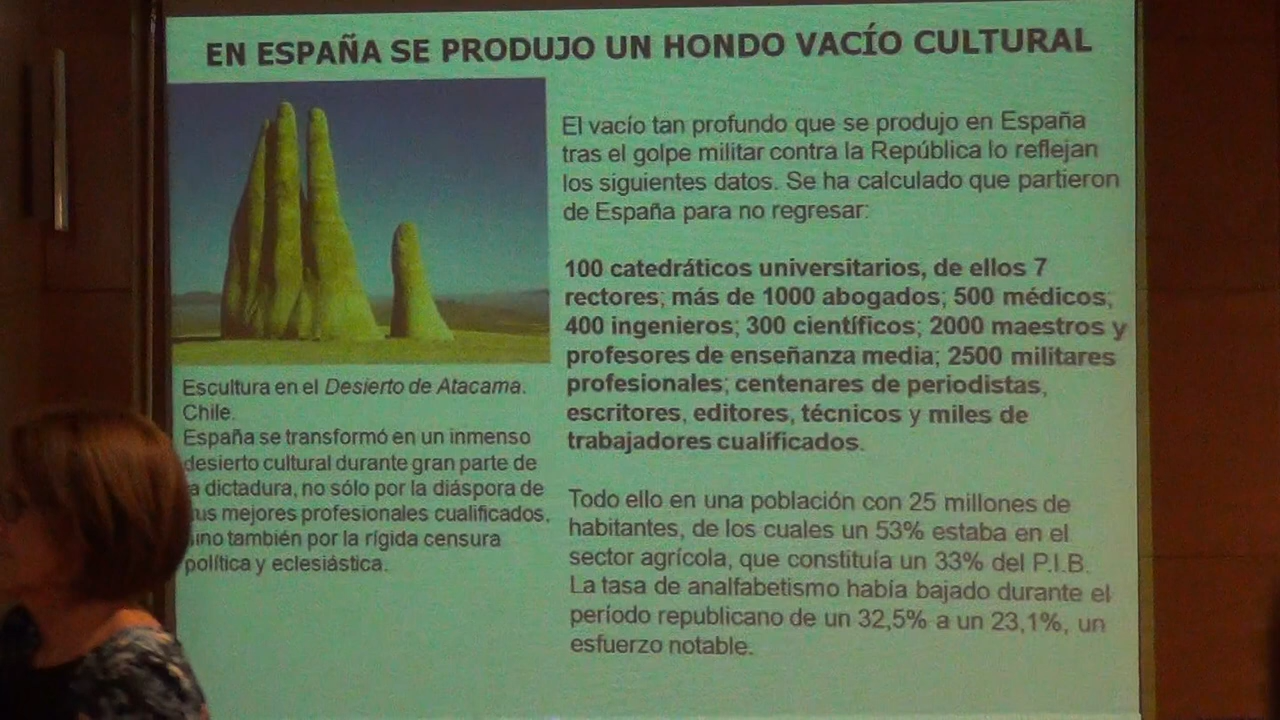 EN ESPAÑA SE PRODUJO UN HONDO VACÍO CULTURAL
Escultura en el Desierto de Atacama.
Chile.
España se transformó en un inmenso
desierto cultural durante gran parte de
a dictadura, no sólo por la diáspora de
us mejores profesionales cualificados,
ino también por la rígida censura
política y eclesiástica.
El vacío tan profundo que se produjo en España
tras el golpe militar contra la República lo reflejan
los siguientes datos. Se ha calculado que partieron
de España para no regresar:
100 catedráticos universitarios, de ellos 7
rectores; más de 1000 abogados; 500 médicos;
400 ingenieros; 300 científicos; 2000 maestros y
profesores de enseñanza media; 2500 militares
profesionales; centenares de periodistas,
escritores, editores, técnicos y miles de
trabajadores cualificados.
Todo ello en una población con 25 millones de
habitantes, de los cuales un 53% estaba en el
sector agrícola, que constituía un 33% del P.I.B.
La tasa de analfabetismo había bajado durante el
período republicano de un 32,5% a un 23,1%, un
esfuerzo notable.